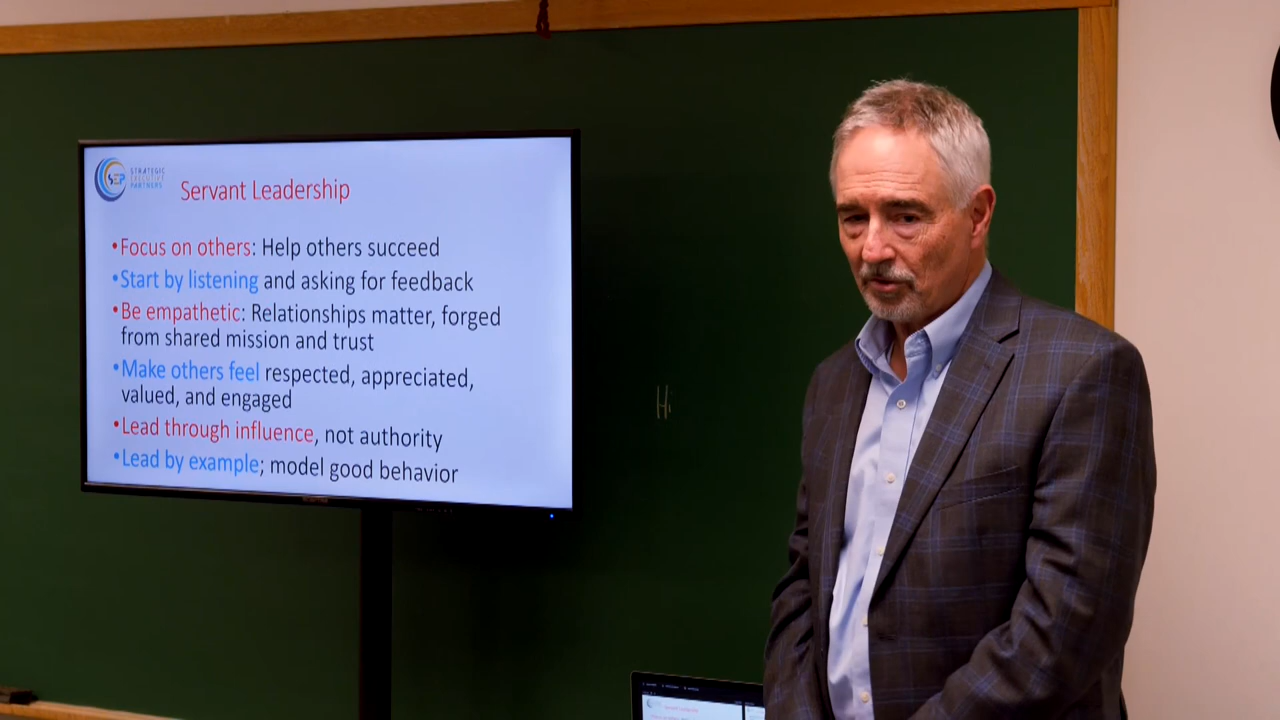 STRATEGIC
EXECUTIVE
PARTNERS
SEP
Servant Leadership
•Focus on others: Help others succeed
•Start by listening and asking for feedback
•Be empathetic: Relationships matter, forged
from shared mission and trust
•Make others feel respected, appreciated,
valued, and engaged
•Lead through influence, not authority
•Lead by example; model good behavior
Hi